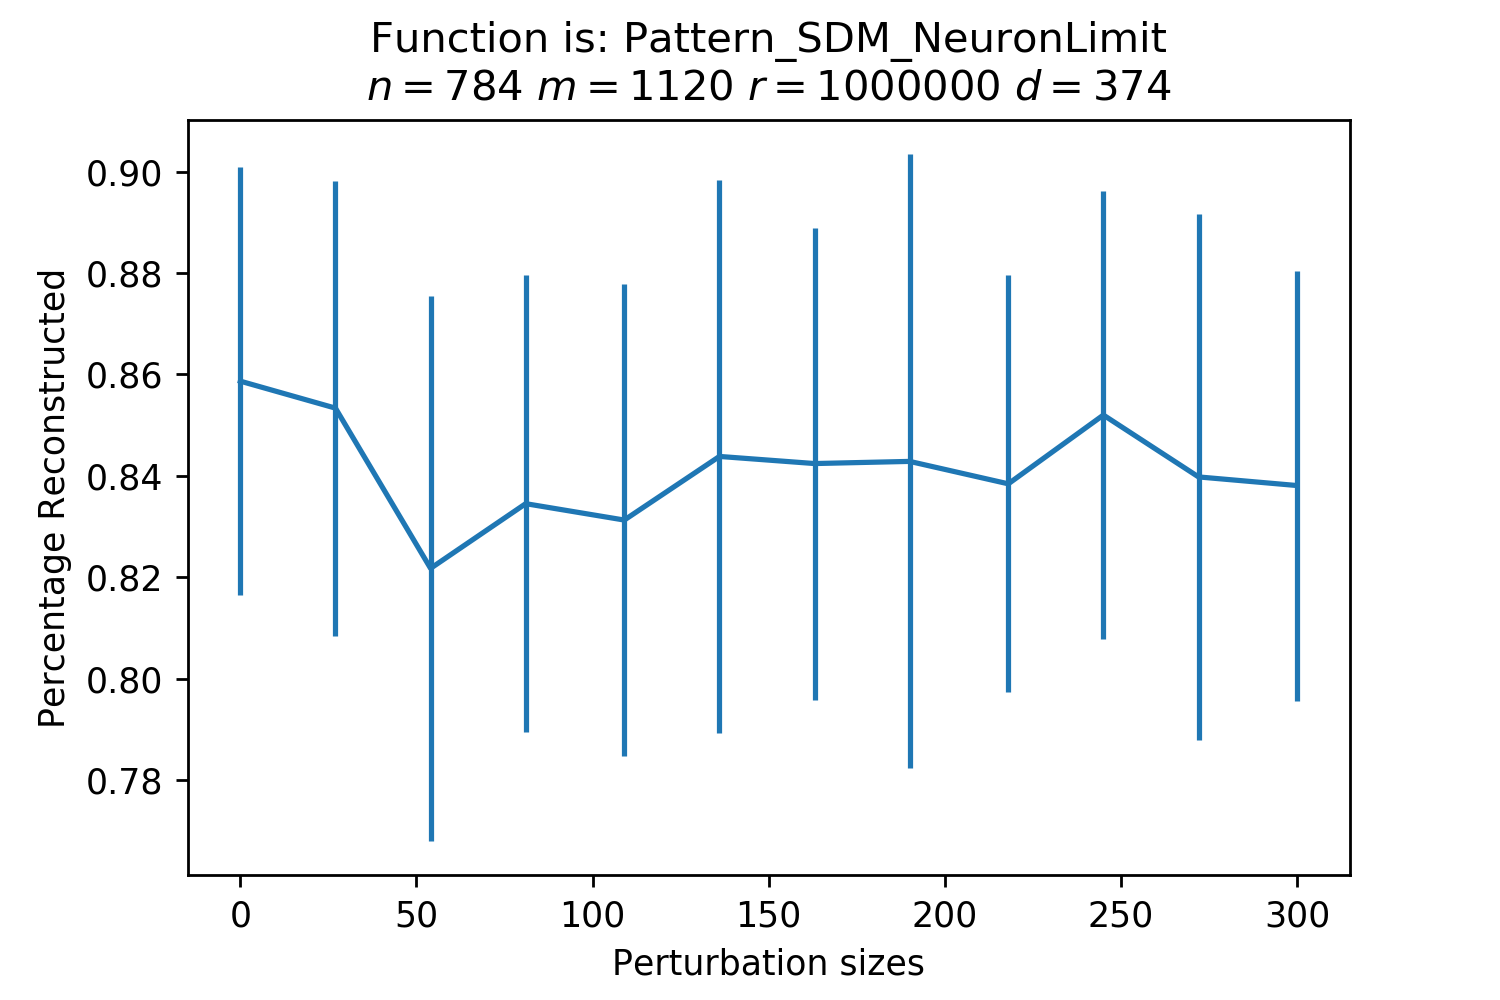 Function is: Pattern_SDM_NeuronLimit
n = 784 m = 1120 r = 1000000 d = 374
0.90
0.88
0.86
0.84
0.82
0.80
0.78
Percentage Reconstructed
0 50 100 150 200 250 300
Perturbation sizes